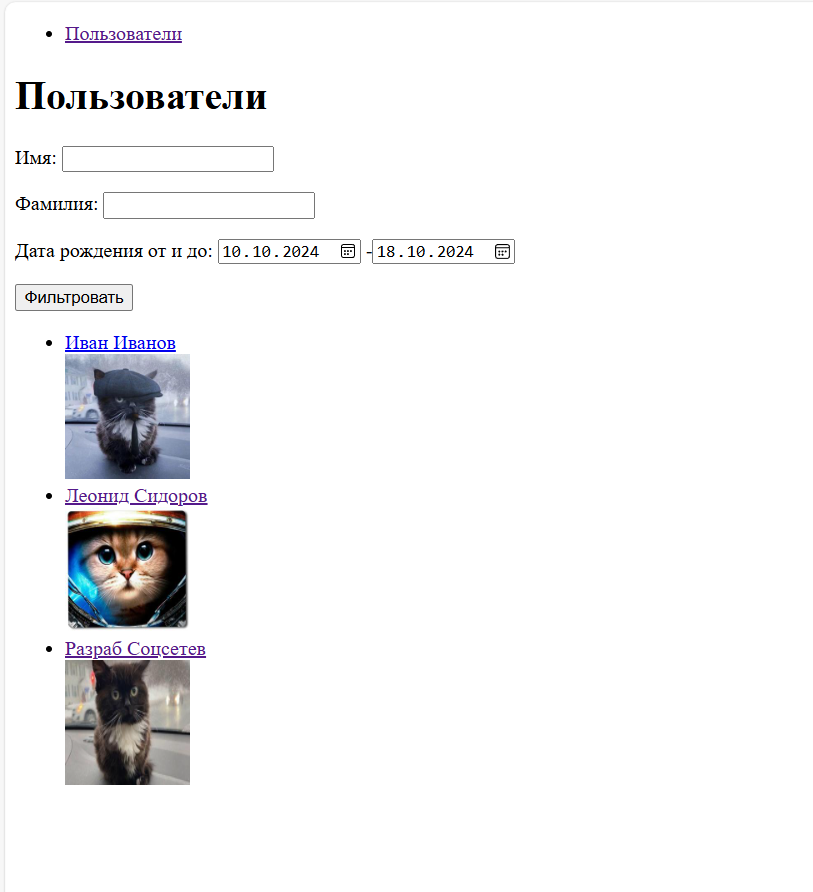 Пользователи
Пользователи
Имя:
Фамилия:
Дата рождения от и до: 10.10.2024 -18.10.2024
Фильтровать
Иван Иванов
Леонид Сидоров
Разраб Соцсетев